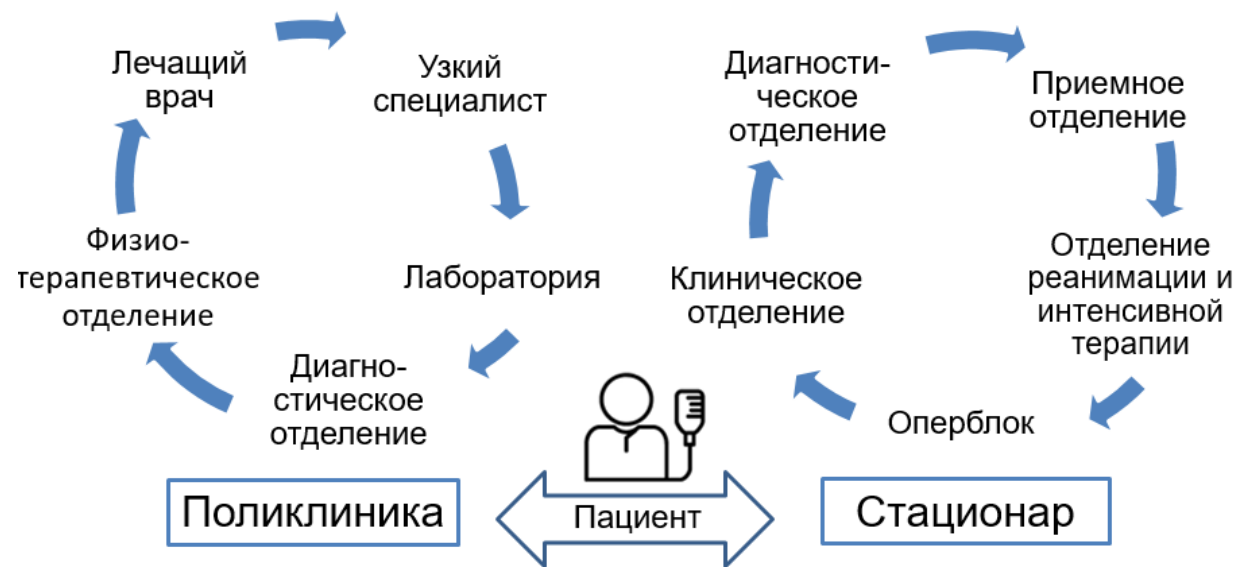 Лечащий
врач
Узкий
специалист
Лаборатория
Диагно-
стическое
отделение
Физио-
терапевтическое
отделение
Диагности-
ческое
отделение
Приемное
отделение
Отделение
реанимации и
интенсивной
терапии
Оперблок
Клиническое
отделение
Поликлиника
Пациент
Стационар